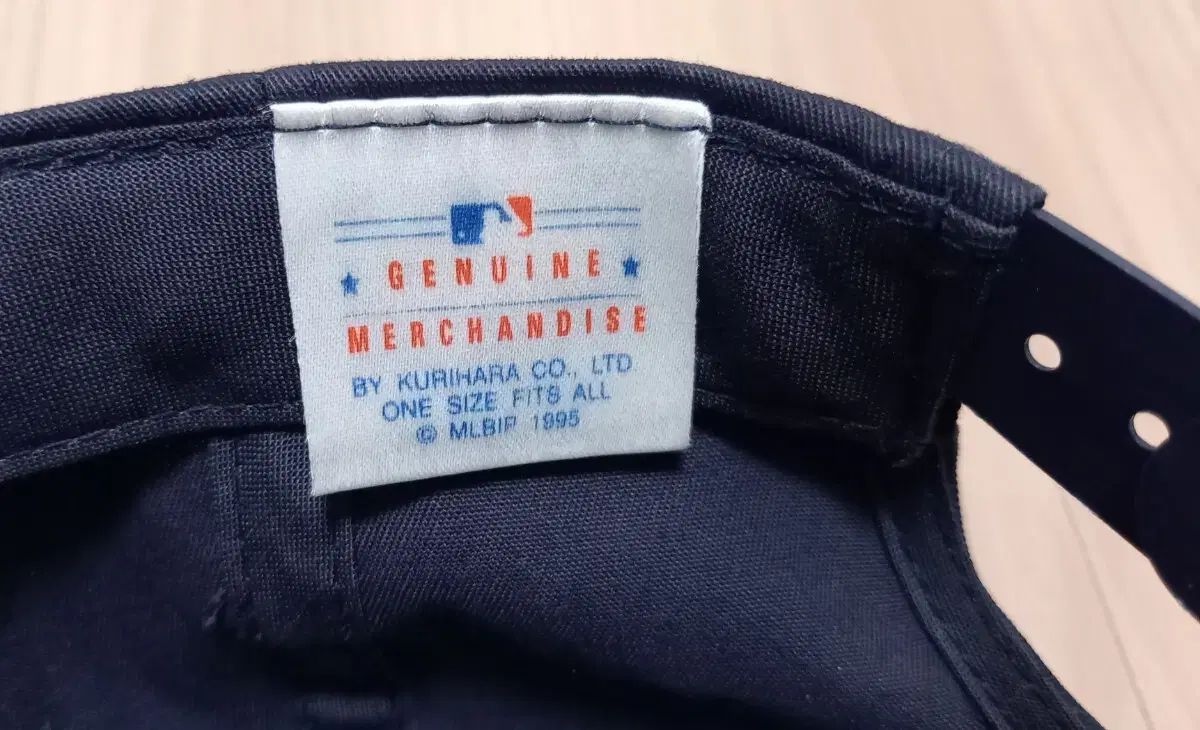 GENUINE
MERCHANDISE
BY KURIHARA CO., LTD
ONE SIZE FITS ALL
© MLBIP 1995